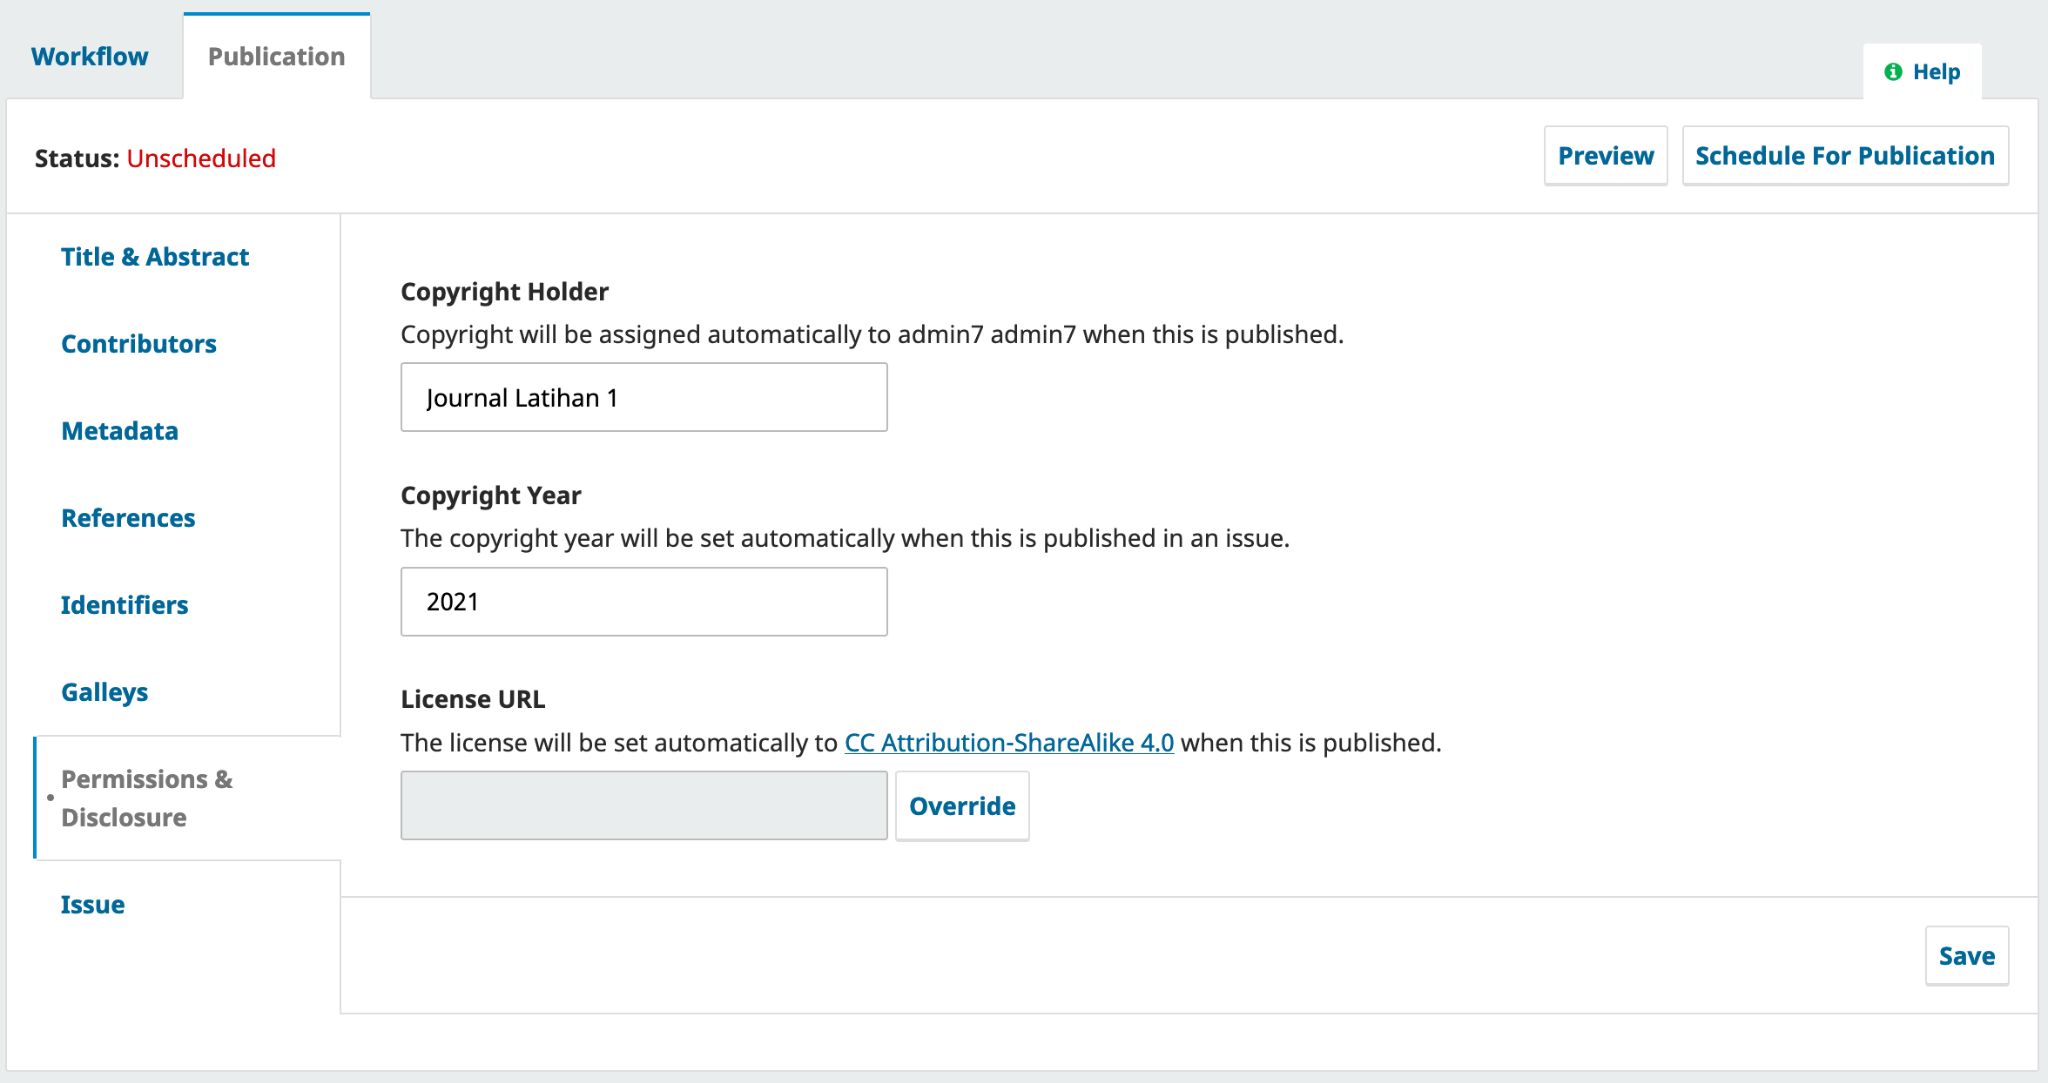 Workflow
Publication
Help
Status: Unscheduled
Preview
Schedule For Publication
Title & Abstract
Contributors
Metadata
References
Identifiers
Galleys
Permissions &
Disclosure
Issue
Copyright Holder
Copyright will be assigned automatically to admin7 admin7 when this is published.
Journal Latihan 1
Copyright Year
The copyright year will be set automatically when this is published in an issue.
2021
License URL
The license will be set automatically to CC Attribution-ShareAlike 4.0 when this is published.
Override
Save